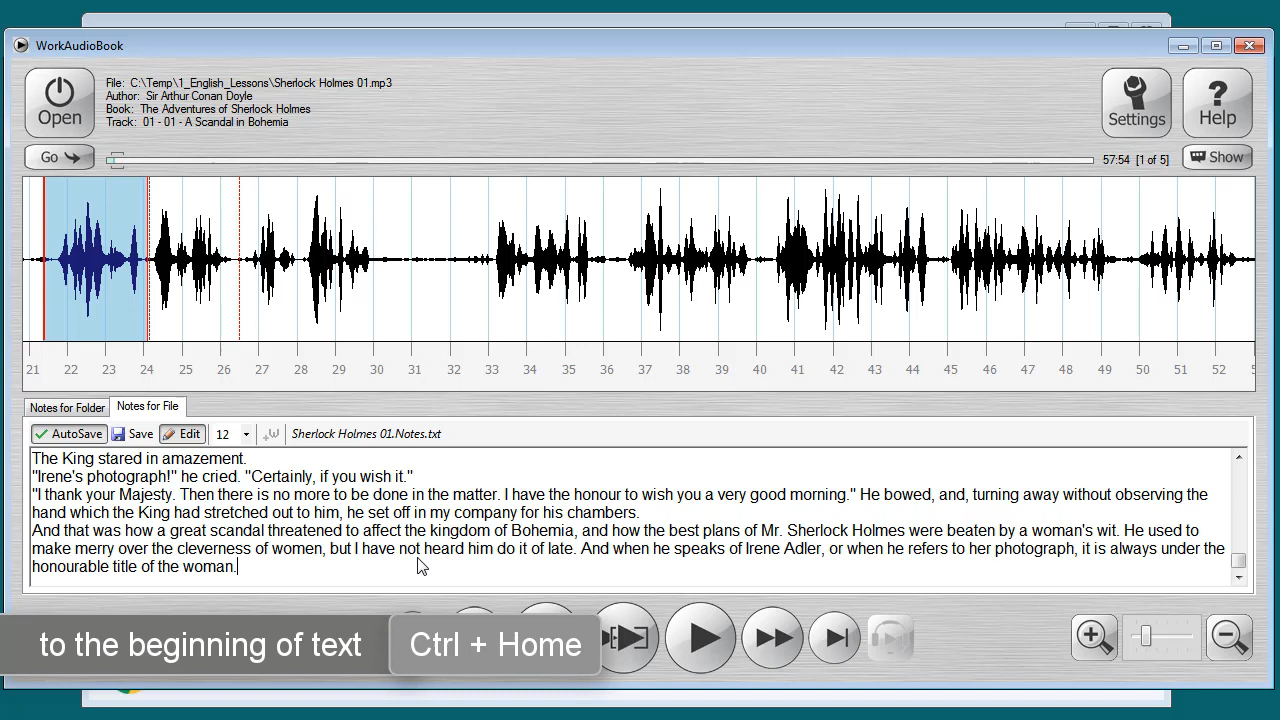 WorkAudioBook
Open
File: C:\Temp\1_English_Lessons\Sherlock Holmes 01.mp3
Author: Sir Arthur Conan Doyle
Book: The Adventures of Sherlock Holmes
Track: 01 - 01 - A Scandal in Bohemia
Settings
Help
Go
57:54 [1 of 5]
Show
21 22 23 24 25 26 27 28 29 30 31 32 33 34 35 36 37 38 39 40 41 42 43 44 45 46 47 48 49 50 51 52
Notes for Folder Notes for File
AutoSave Save Edit 12 +W Sherlock Holmes 01.Notes.txt
The King stared in amazement.
"Irene's photograph!" he cried. "Certainly, if you wish it."
"I thank your Majesty. Then there is no more to be done in the matter. I have the honour to wish you a very good morning." He bowed, and, turning away without observing the
hand which the King had stretched out to him, he set off in my company for his chambers.
And that was how a great scandal threatened to affect the kingdom of Bohemia, and how the best plans of Mr. Sherlock Holmes were beaten by a woman's wit. He used to
make merry over the cleverness of women, but I have not heard him do it of late. And when he speaks of Irene Adler, or when he refers to her photograph, it is always under the
honourable title of the woman.
to the beginning of text Ctrl + Home